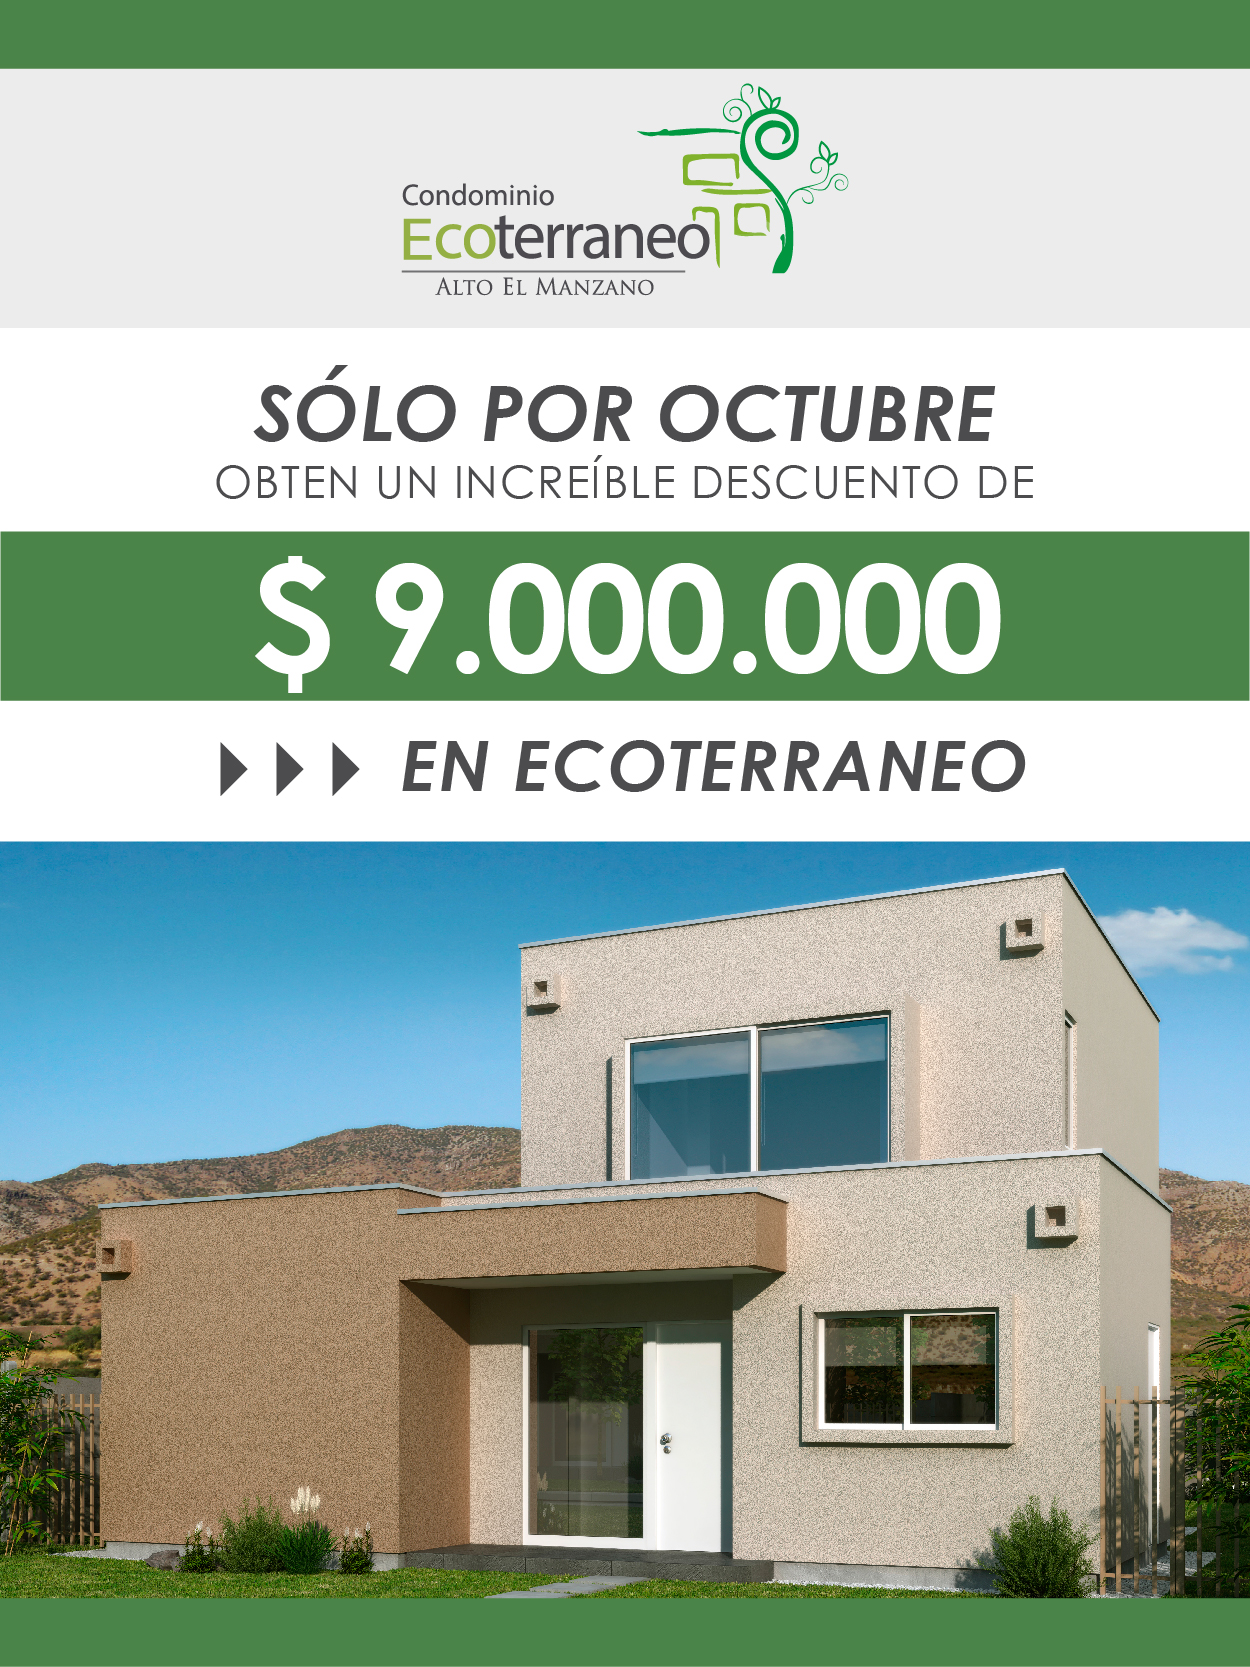 Condominio
Ecoterraneo
ALTO EL MANZANO
SÓLO POR OCTUBRE
OBTEN UN INCREÍBLE DESCUENTO DE
$ 9.000.000
EN ECOTERRANEO